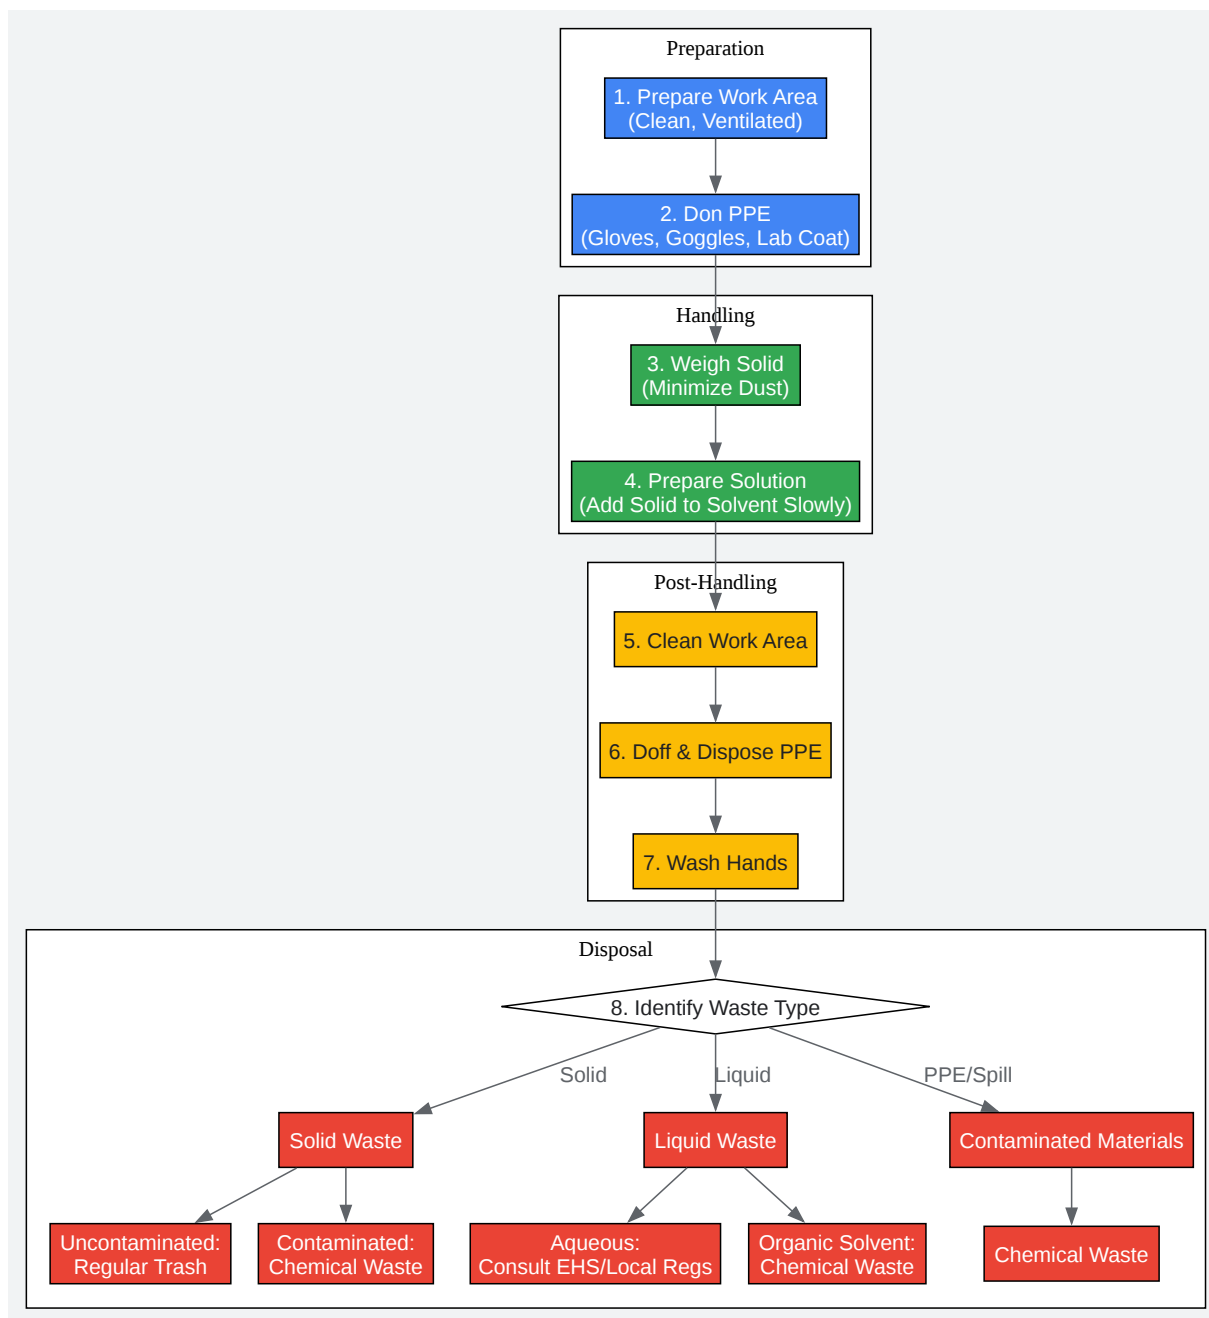 Preparation
1. Prepare Work Area
(Clean, Ventilated)
2. Don PPE
(Gloves, Goggles, Lab Coat)
Handling
3. Weigh Solid
(Minimize Dust)
4. Prepare Solution
(Add Solid to Solvent Slowly)
Post-Handling
5. Clean Work Area
6. Doff & Dispose PPE
7. Wash Hands
Disposal
8. Identify Waste Type
Solid
Liquid
PPE/Spill
Solid Waste
Liquid Waste
Contaminated Materials
Uncontaminated:
Regular Trash
Contaminated:
Chemical Waste
Aqueous:
Consult EHS/Local Regs
Organic Solvent:
Chemical Waste
Chemical Waste